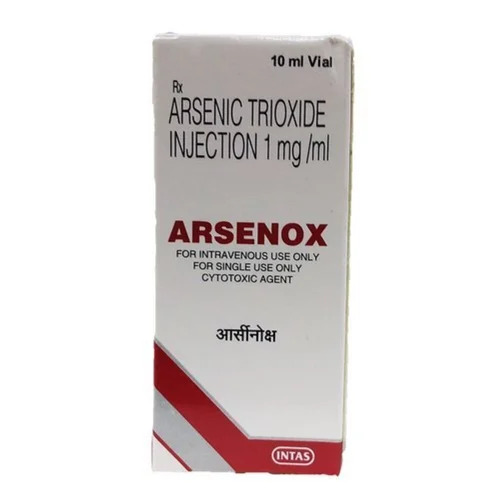 10 ml Vial
Rx
ARSENIC TRIOXIDE
INJECTION 1 mg /ml
ARSENOX
FOR INTRAVENOUS USE ONLY
FOR SINGLE USE ONLY
CYTOTOXIC AGENT
आर्सीनोक्ष
INTAS